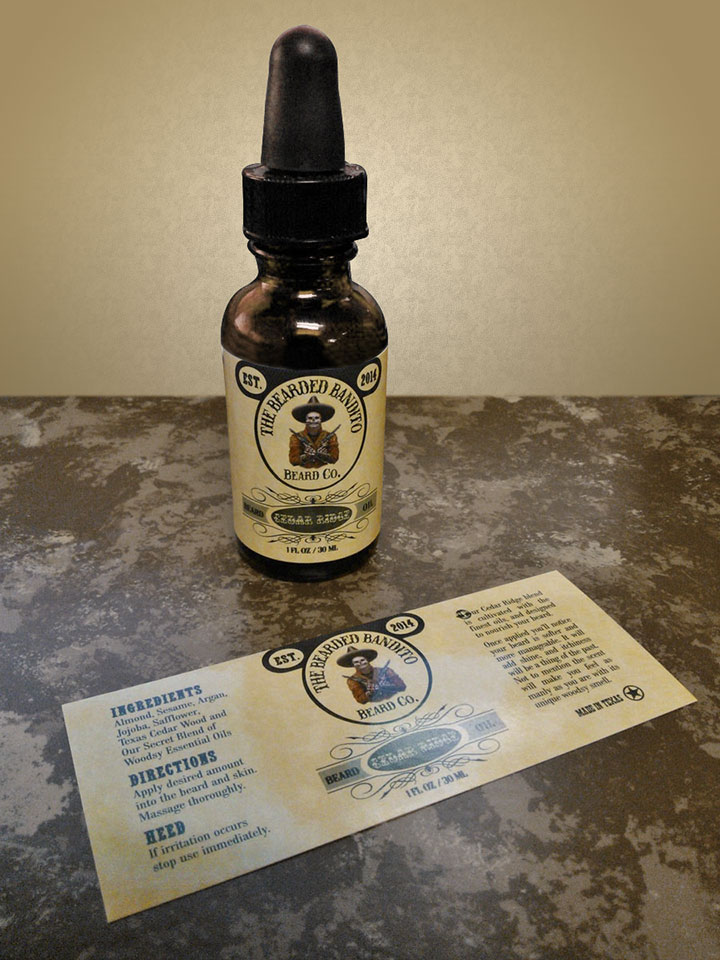 EST. 2014
THE BEARDED BANDITO
BEARD CO.
BEARD CEDAR RIDGE OIL
1 FL OZ / 30 ML
INGREDIENTS
Almond, Sesame, Argan,
Jojoba, Safflower,
Texas Cedar Wood and
Our Secret Blend of
Woodsy Essential Oils
DIRECTIONS
Apply desired amount
into the beard and skin.
Massage thoroughly.
HEED
If irritation occurs
stop use immediately.
EST. 2014
THE BEARDED BANDITO
BEARD CO.
BEARD CEDAR RIDGE OIL
1 FL OZ / 30 ML
Our Cedar Ridge blend
is cultivated with the
finest oils, and designed
to nourish your beard.
Once applied you'll notice
your beard is softer and
more manageable. It will
add shine, and itchiness
will be a thing of the past.
Not to mention the scent
will make you feel as
manly as you are with its
unique woodsy smell.
MADE IN TEXAS